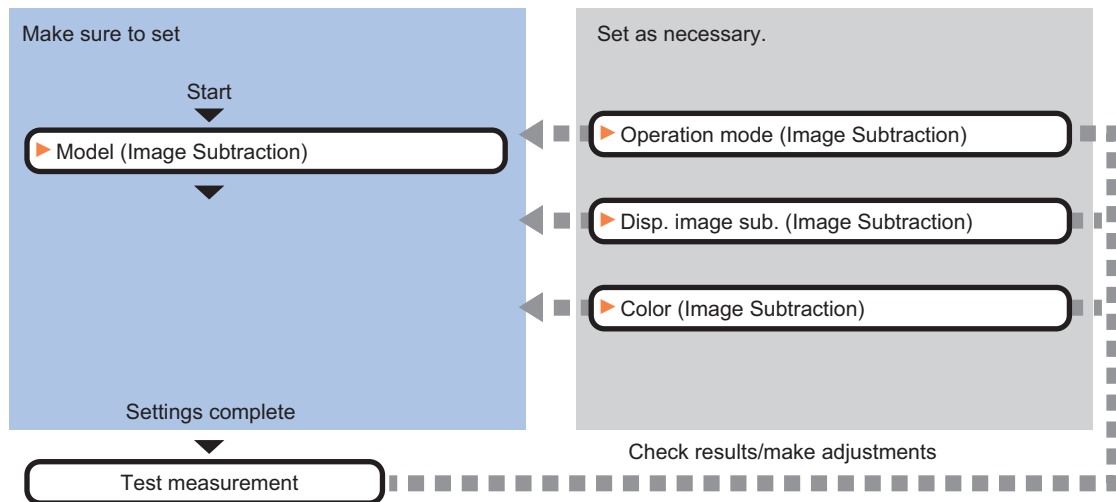 Make sure to set
Start
Model (Image Subtraction)
Settings complete
Test measurement
Set as necessary.
Operation mode (Image Subtraction)
Disp. image sub. (Image Subtraction)
Color (Image Subtraction)
Check results/make adjustments